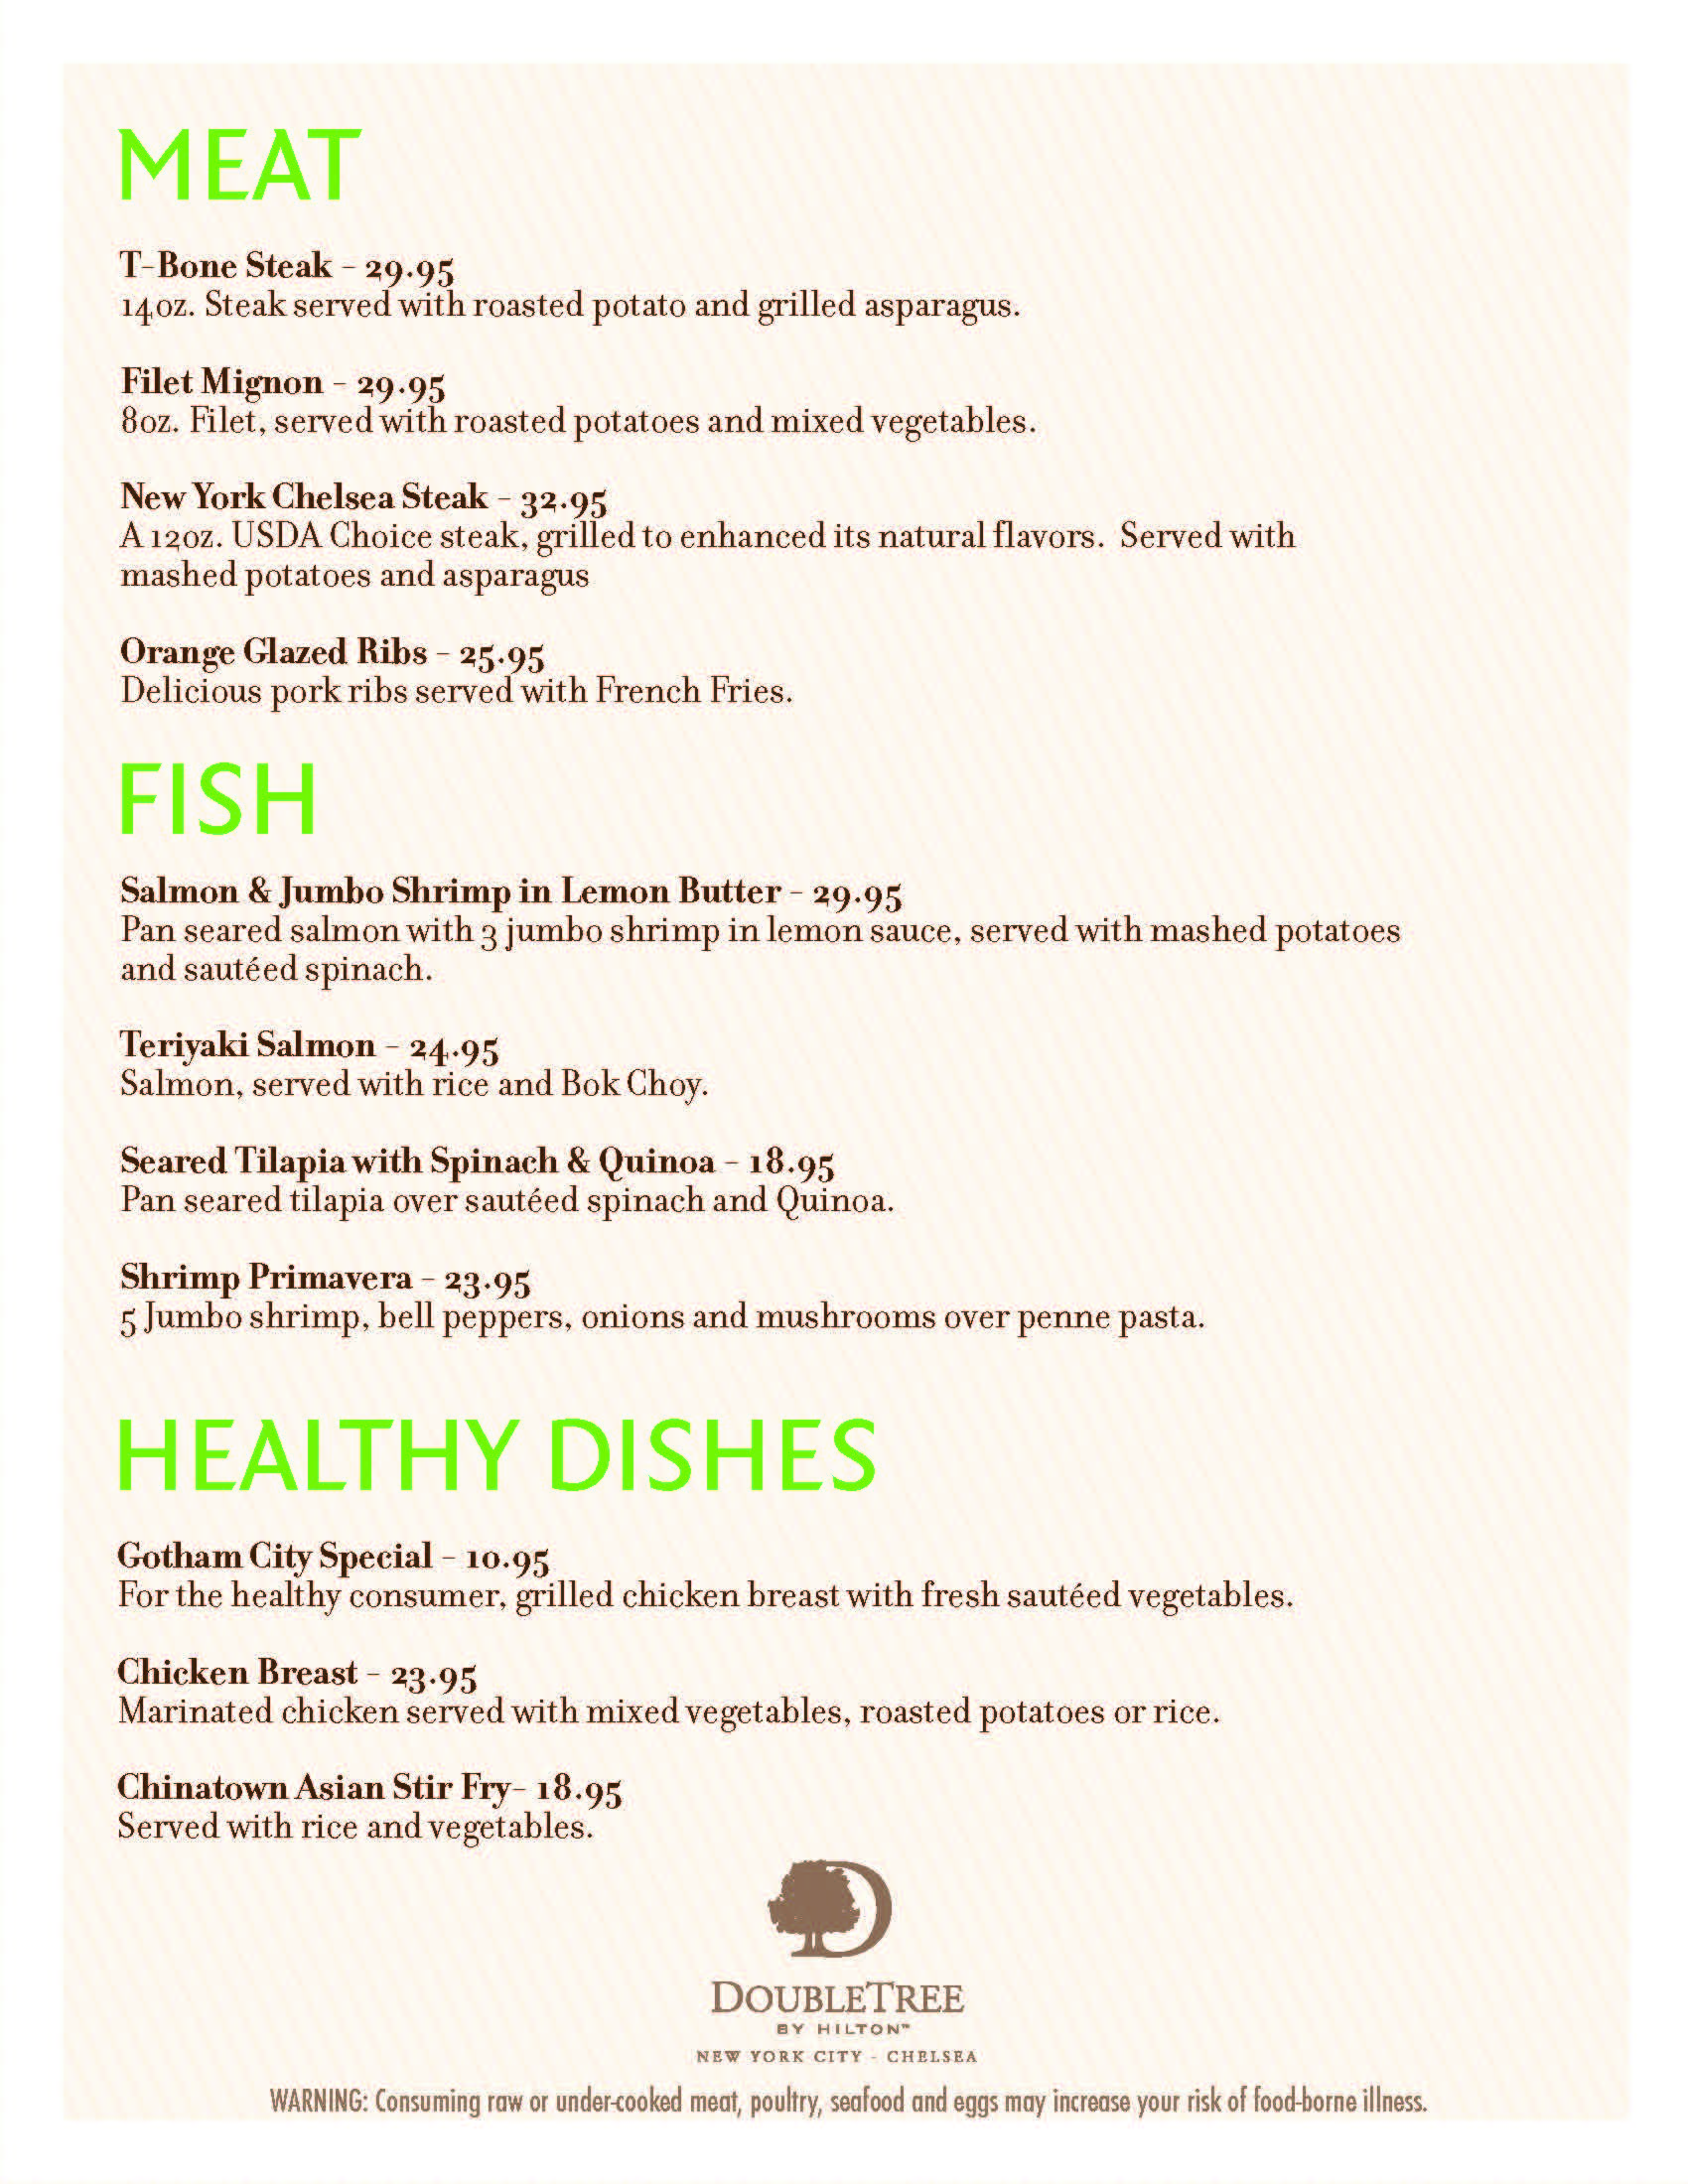 MEAT
T-Bone Steak - 29.95
14oz. Steak served with roasted potato and grilled asparagus.
Filet Mignon - 29.95
8oz. Filet, served with roasted potatoes and mixed vegetables.
New York Chelsea Steak - 32.95
A 12oz. USDA Choice steak, grilled to enhanced its natural flavors. Served with
mashed potatoes and asparagus
Orange Glazed Ribs - 25.95
Delicious pork ribs served with French Fries.
FISH
Salmon & Jumbo Shrimp in Lemon Butter - 29.95
Pan seared salmon with 3 jumbo shrimp in lemon sauce, served with mashed potatoes
and sautéed spinach.
Teriyaki Salmon - 24.95
Salmon, served with rice and Bok Choy.
Seared Tilapia with Spinach & Quinoa - 18.95
Pan seared tilapia over sautéed spinach and Quinoa.
Shrimp Primavera - 23.95
5 Jumbo shrimp, bell peppers, onions and mushrooms over penne pasta.
HEALTHY DISHES
Gotham City Special - 10.95
For the healthy consumer, grilled chicken breast with fresh sautéed vegetables.
Chicken Breast - 23.95
Marinated chicken served with mixed vegetables, roasted potatoes or rice.
Chinatown Asian Stir Fry- 18.95
Served with rice and vegetables.
D
DOUBLETREE
BY HILTON™
NEW YORK CITY - CHELSEA
WARNING: Consuming raw or under-cooked meat, poultry, seafood and eggs may increase your risk of food-borne illness.